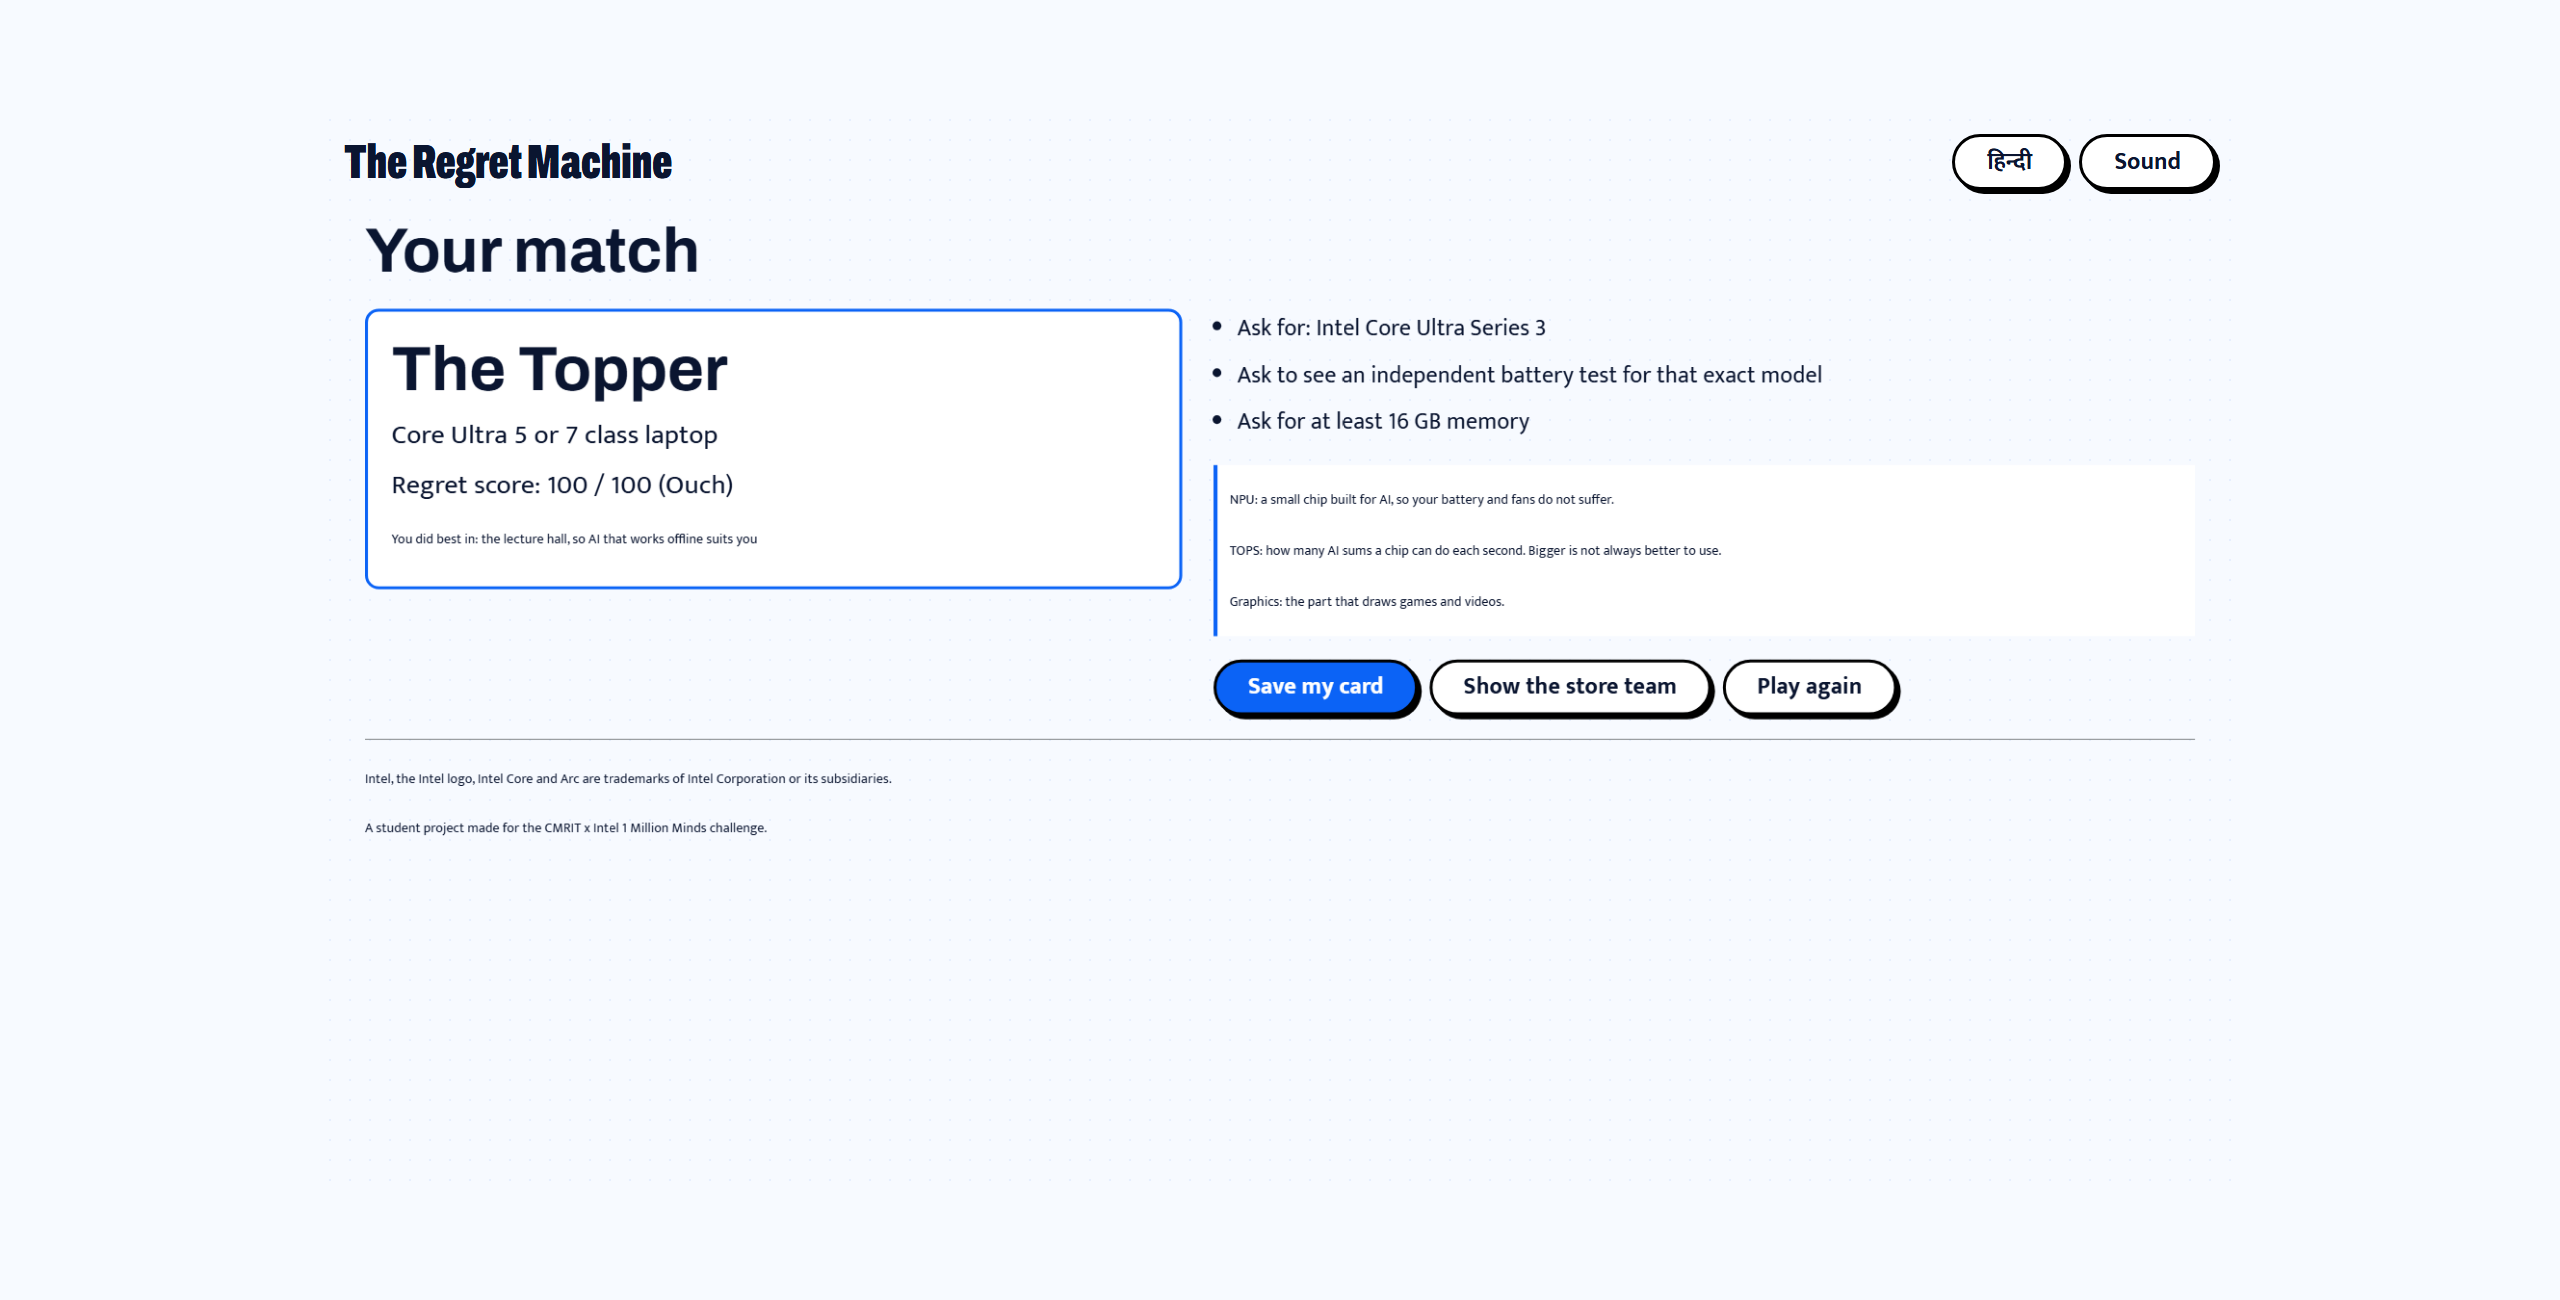 The Regret Machine
हिन्दी
Sound
Your match
The Topper
Core Ultra 5 or 7 class laptop
Regret score: 100 / 100 (Ouch)
You did best in: the lecture hall, so AI that works offline suits you
Ask for: Intel Core Ultra Series 3
Ask to see an independent battery test for that exact model
Ask for at least 16 GB memory
NPU: a small chip built for AI, so your battery and fans do not suffer.
TOPS: how many AI sums a chip can do each second. Bigger is not always better to use.
Graphics: the part that draws games and videos.
Save my card
Show the store team
Play again
Intel, the Intel logo, Intel Core and Arc are trademarks of Intel Corporation or its subsidiaries.
A student project made for the CMRIT x Intel 1 Million Minds challenge.